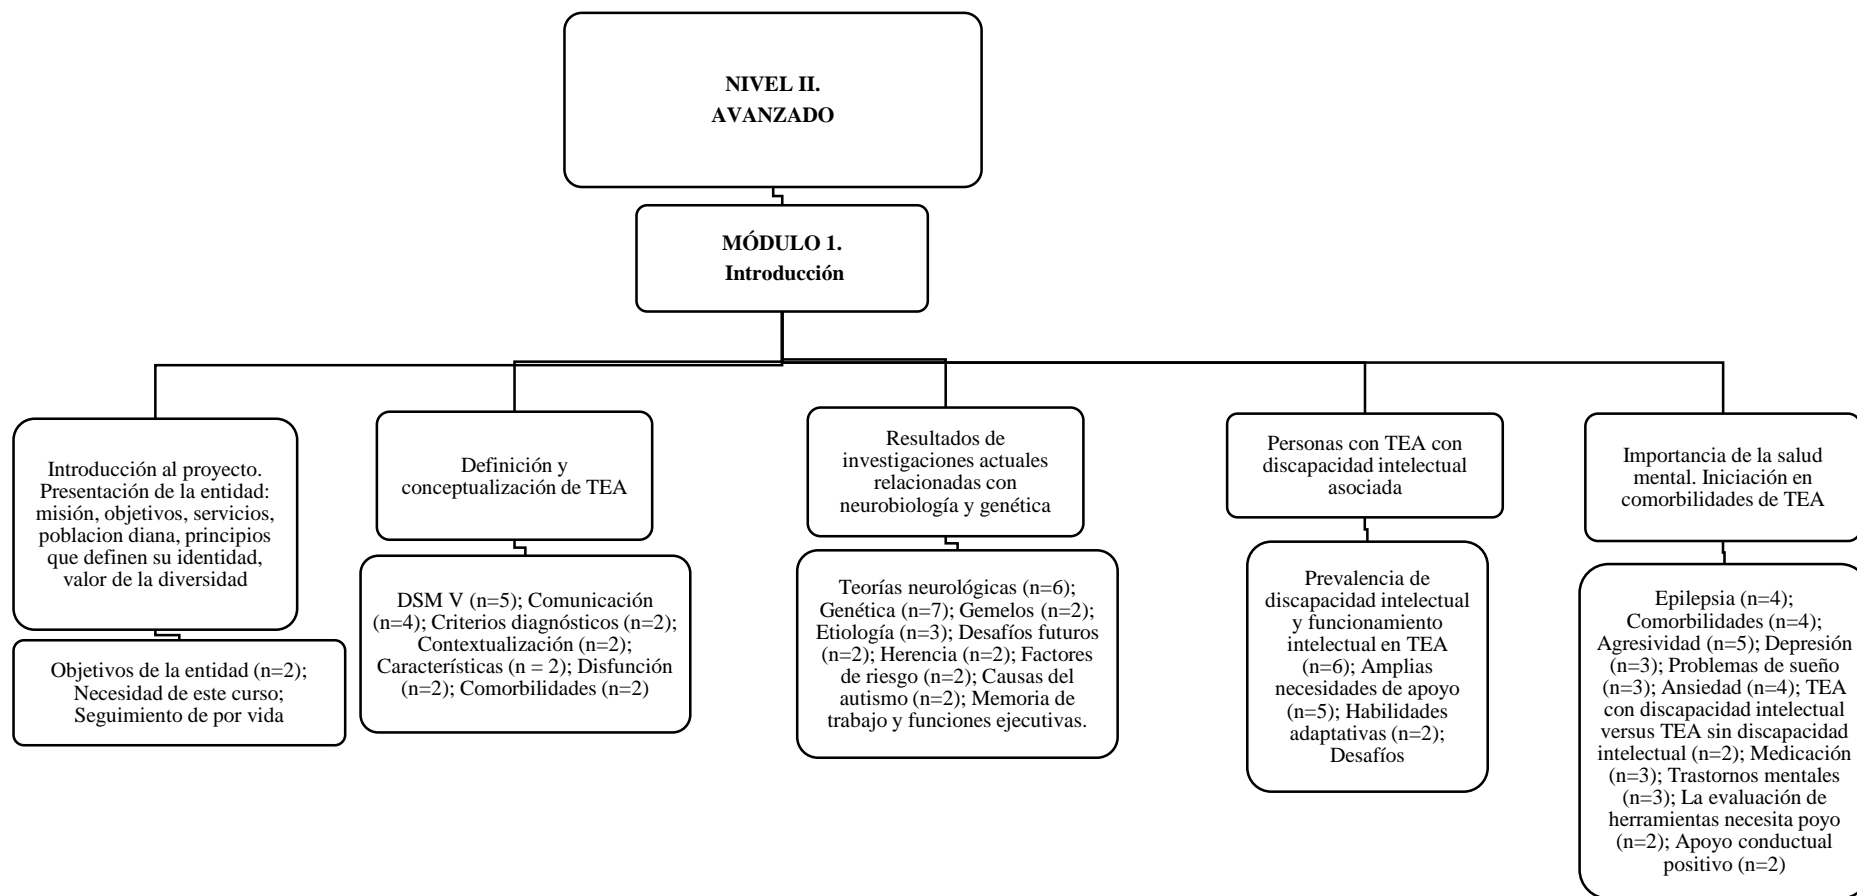 NIVEL II.
AVANZADO
MÓDULO 1.
Introducción
Introducción al proyecto.
Presentación de la entidad:
misión, objetivos, servicios,
poblacion diana, principios
que definen su identidad,
valor de la diversidad
Objetivos de la entidad (n=2);
Necesidad de este curso;
Seguimiento de por vida
Definición y
conceptualización de TEA
DSM V (n=5); Comunicación
(n=4); Criterios diagnósticos (n=2);
Contextualización (n=2);
Características (n = 2); Disfunción
(n=2); Comorbilidades (n=2)
Resultados de
investigaciones actuales
relacionadas con
neurobiología y genética
Teorías neurológicas (n=6);
Genética (n=7); Gemelos (n=2);
Etiología (n=3); Desafíos futuros
(n=2); Herencia (n=2); Factores
de riesgo (n=2); Causas del
autismo (n=2); Memoria de
trabajo y funciones ejecutivas.
Personas con TEA con
discapacidad intelectual
asociada
Prevalencia de
discapacidad intelectual
y funcionamiento
intelectual en TEA
(n=6); Amplias
necesidades de apoyo
(n=5); Habilidades
adaptativas (n=2);
Desafíos
Importancia de la salud
mental. Iniciación en
comorbilidades de TEA
Epilepsia (n=4);
Comorbilidades (n=4);
Agresividad (n=5); Depresión
(n=3); Problemas de sueño
(n=3); Ansiedad (n=4); TEA
con discapacidad intelectual
versus TEA sin discapacidad
intelectual (n=2); Medicación
(n=3); Trastornos mentales
(n=3); La evaluación de
herramientas necesita poyo
(n=2); Apoyo conductual
positivo (n=2)